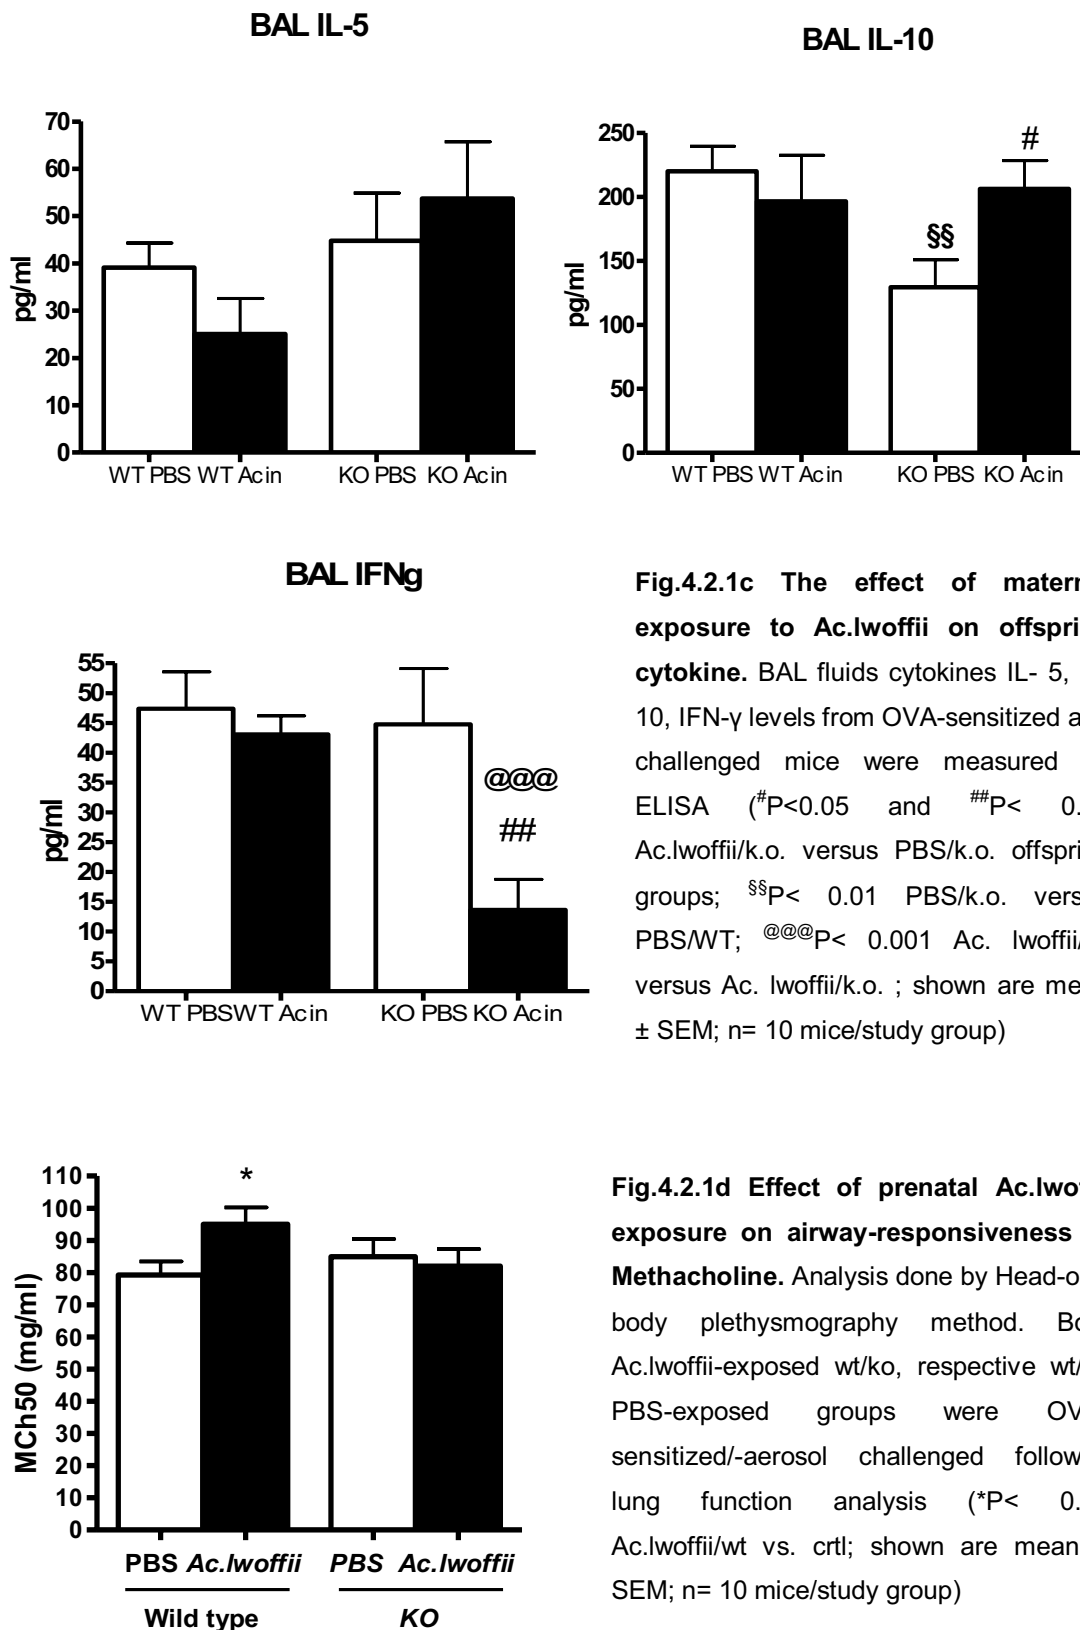 BAL IL-5
70
60
50
40
30
20
10
0
pg/ml
WT PBS WT Acin KO PBS KO Acin
BAL IL-10
250
200
150
100
50
0
pg/ml
§§
#
WT PBS WT Acin KO PBS KO Acin
BAL IFNg
55
50
45
40
35
30
25
20
15
10
5
0
pg/ml
@@@
##
WT PBS WT Acin KO PBS KO Acin
Fig.4.2.1c The effect of matern
exposure to Ac.lwoffii on offspri
cytokine. BAL fluids cytokines IL- 5,
10, IFN-γ levels from OVA-sensitized a
challenged mice were measured
ELISA (#P<0.05 and ##P< 0.
Ac.lwoffii/k.o. versus PBS/k.o. offspri
groups; §§P< 0.01 PBS/k.o. vers
PBS/WT; @@@P< 0.001 Ac. lwoffii/
versus Ac. lwoffii/k.o. ; shown are me
± SEM; n= 10 mice/study group)
110
100
90
80
70
60
50
40
30
20
10
0
MCh50 (mg/ml)
*
PBS Ac.lwoffii PBS Ac.lwoffii
Wild type KO
Fig.4.2.1d Effect of prenatal Ac.lwo
exposure on airway-responsiveness
Methacholine. Analysis done by Head-o
body plethysmography method. Bo
Ac.lwoffii-exposed wt/ko, respective wt/
PBS-exposed groups were OV
sensitized/-aerosol challenged follow
lung function analysis (*P< 0.
Ac.lwoffii/wt vs. crtl; shown are mean
SEM; n= 10 mice/study group)